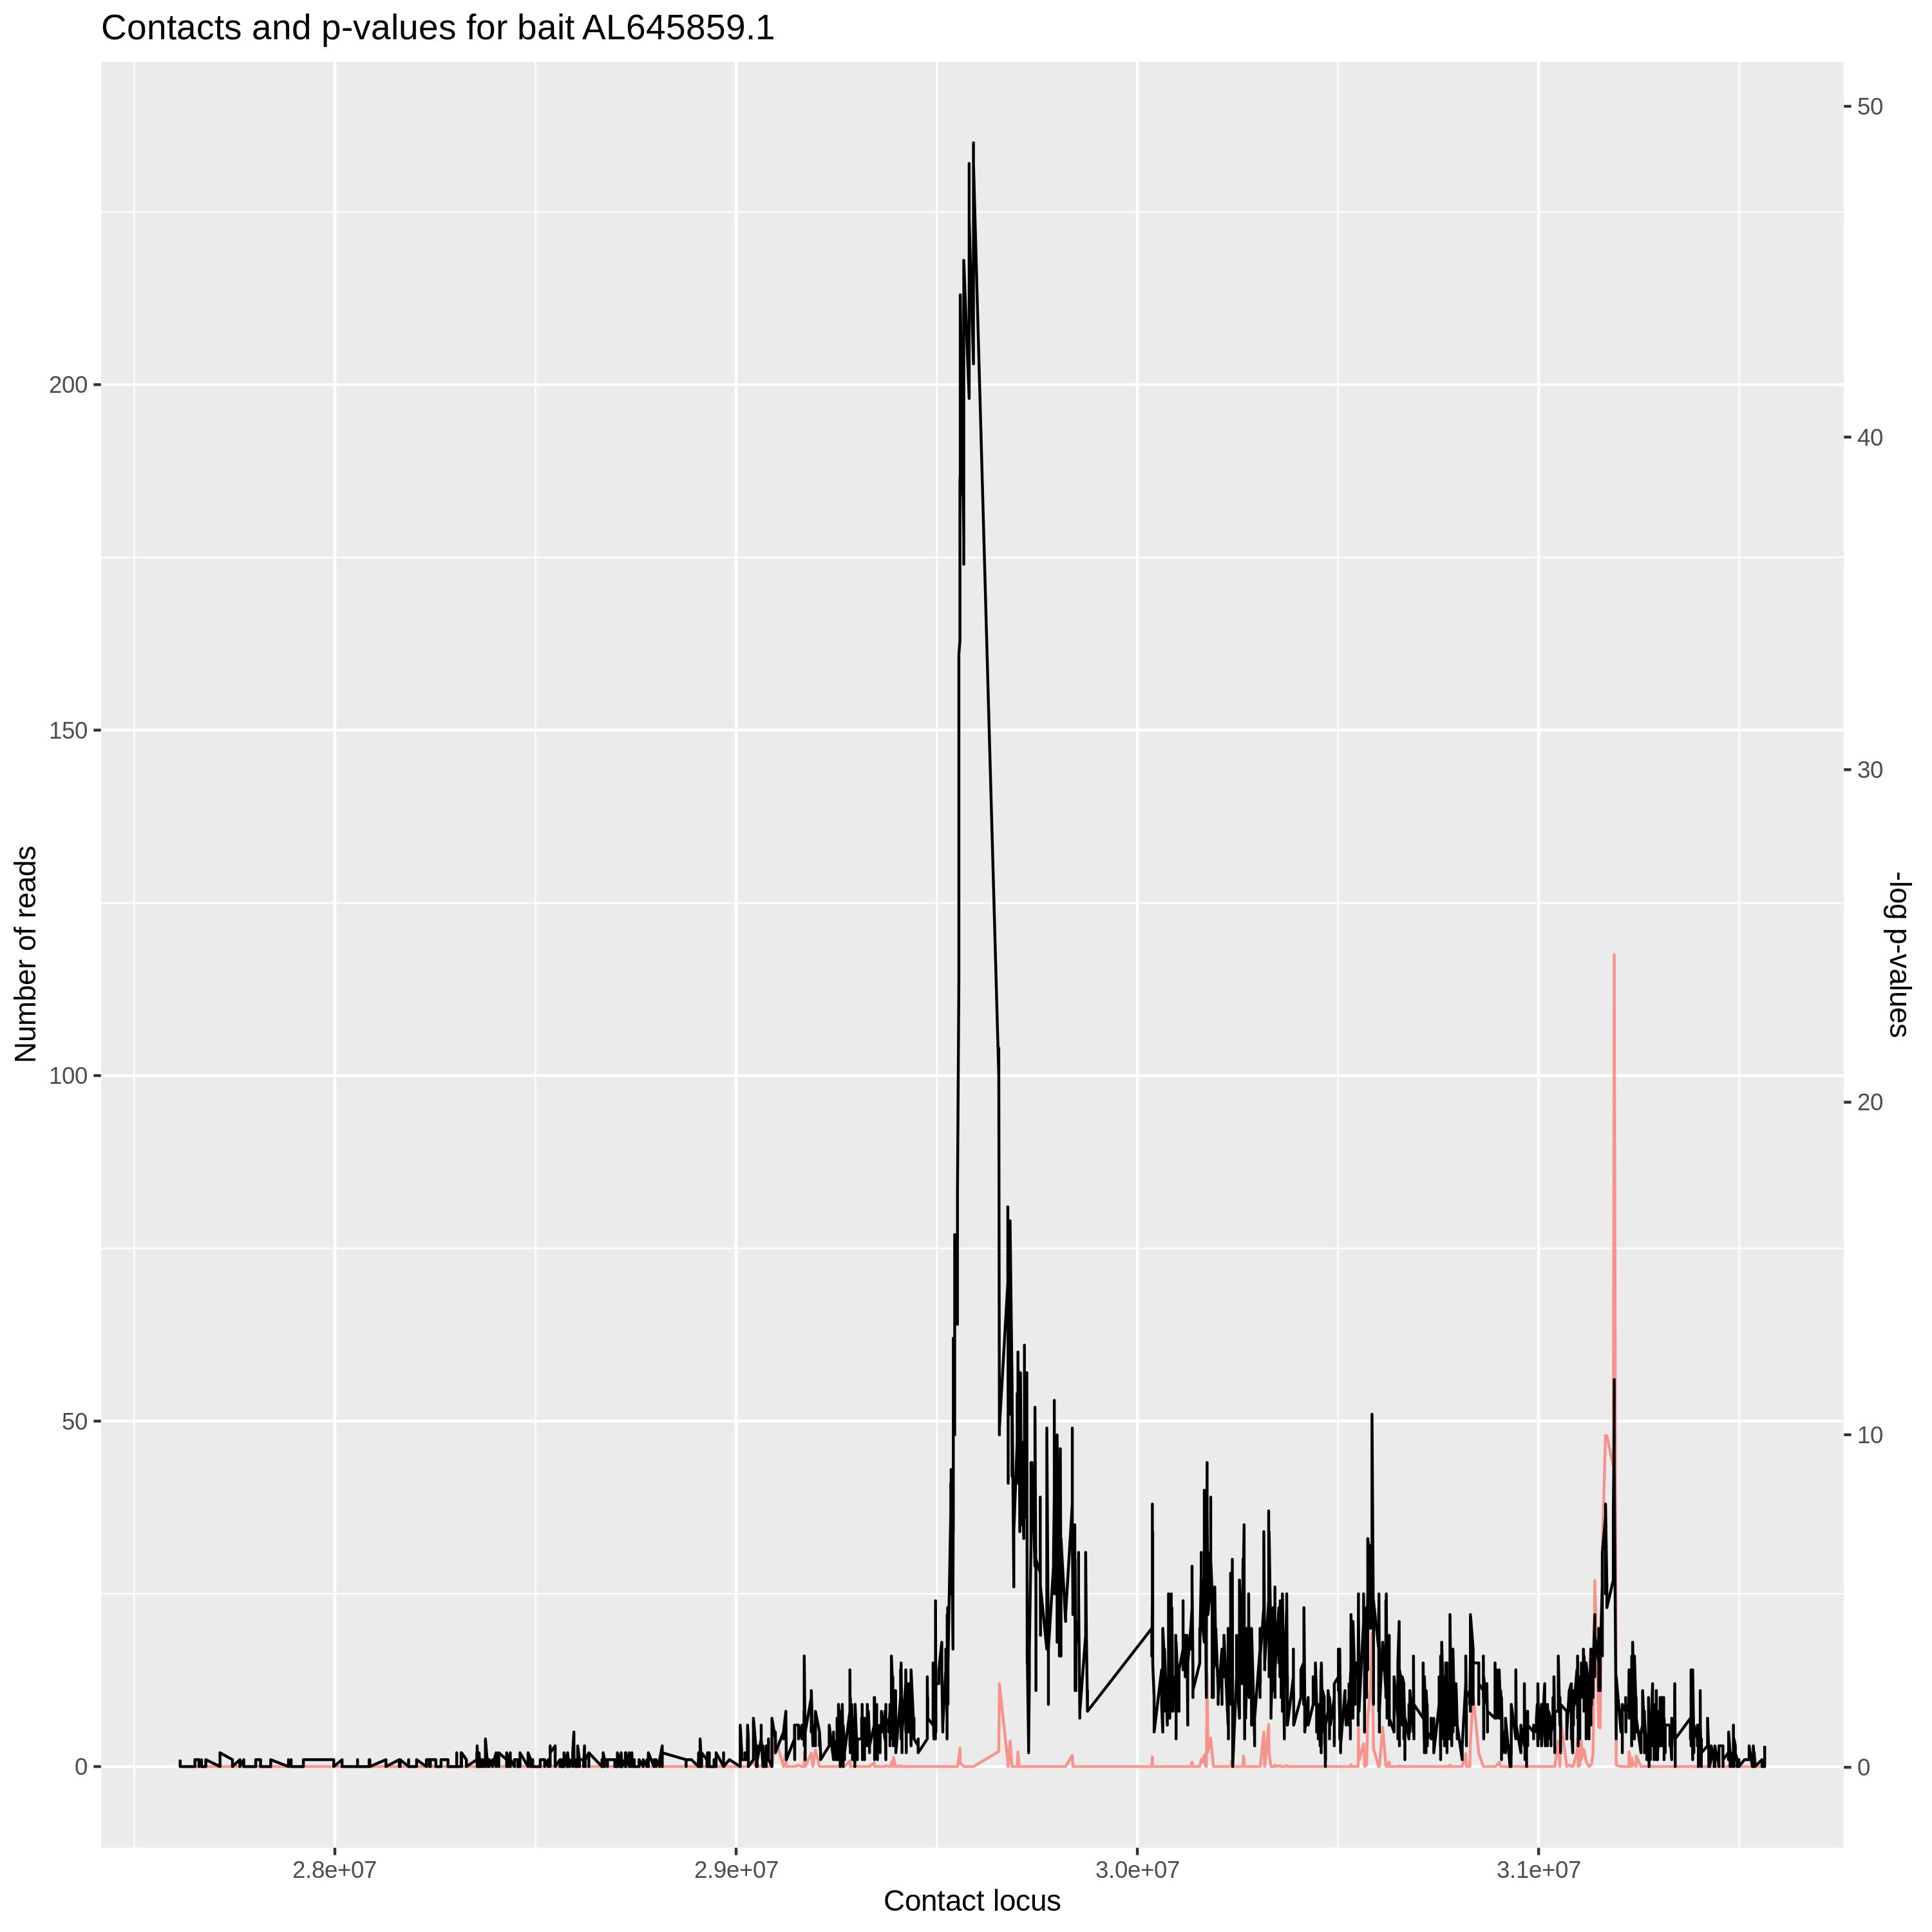 Contacts and p-values for bait AL645859.1
Number of reads
200
150
100
50
0
50
40
30
20
10
0
-log p-values
2.8e+07 2.9e+07 3.0e+07 3.1e+07
Contact locus